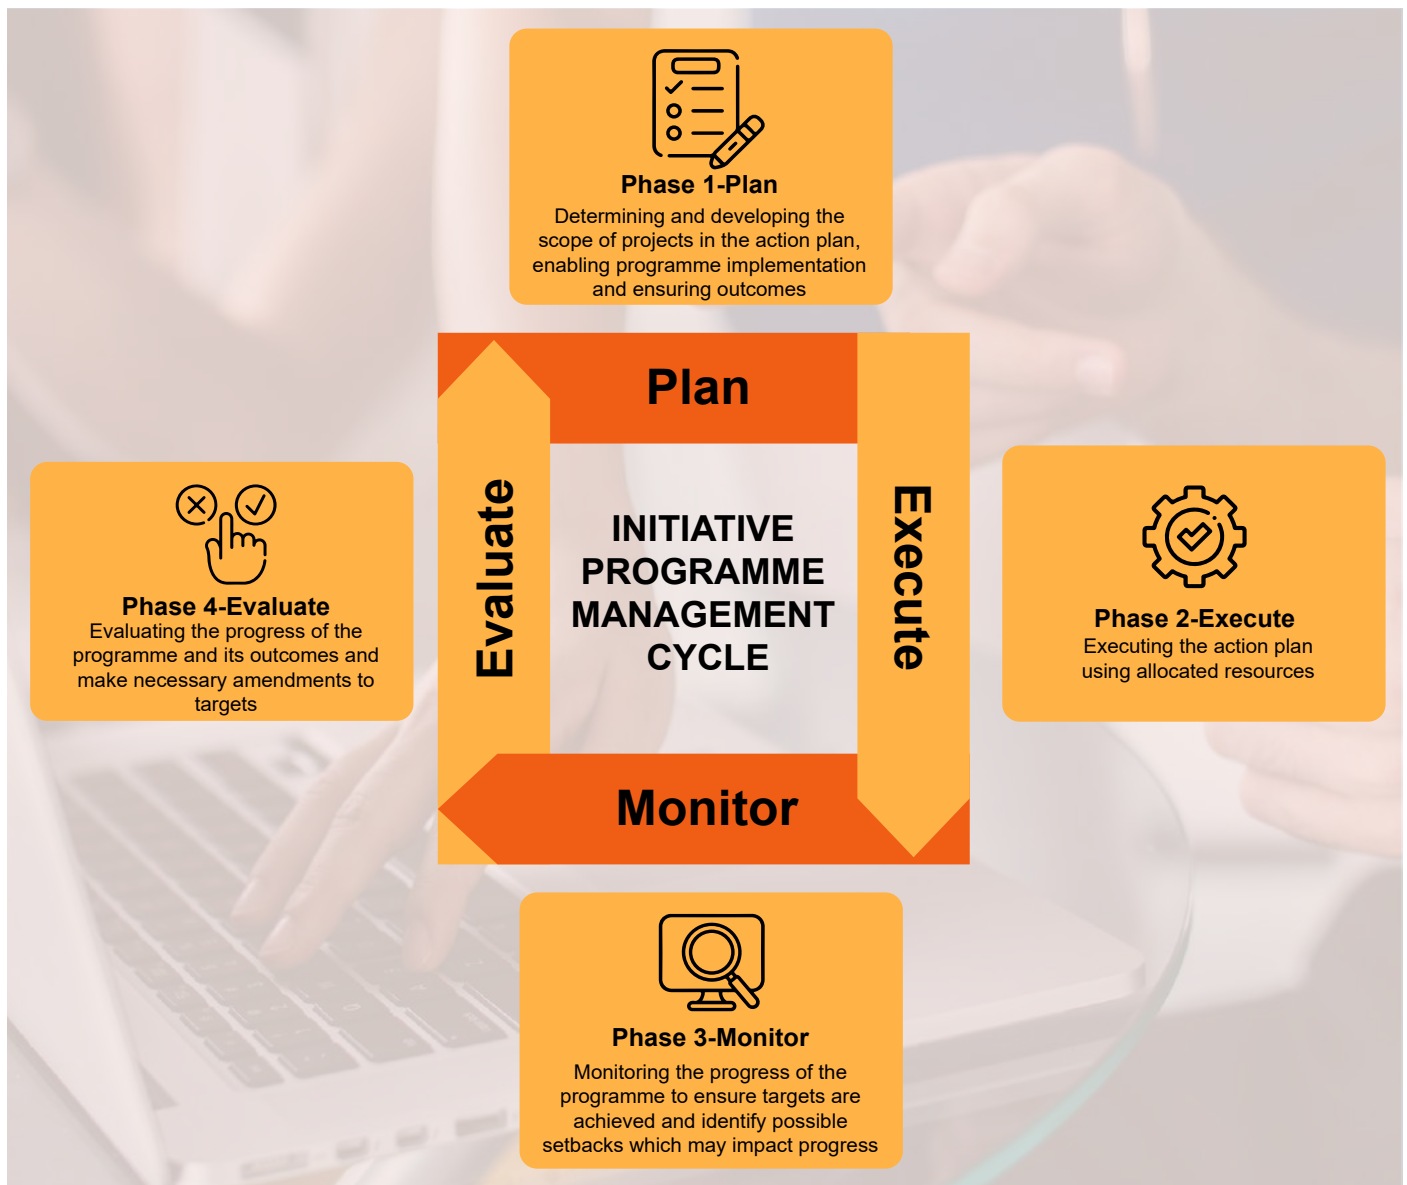 Phase 1-Plan
Determining and developing the
scope of projects in the action plan,
enabling programme implementation
and ensuring outcomes
Plan
Evaluate
INITIATIVE
PROGRAMME
MANAGEMENT
CYCLE
Execute
Phase 4-Evaluate
Evaluating the progress of the
programme and its outcomes and
make necessary amendments to
targets
Phase 2-Execute
Executing the action plan
using allocated resources
Monitor
Phase 3-Monitor
Monitoring the progress of the
programme to ensure targets are
achieved and identify possible
setbacks which may impact progress